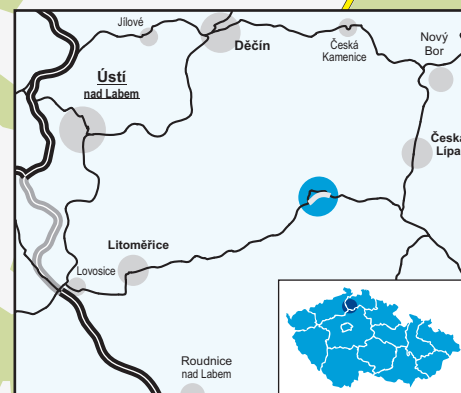 Jílové
Děčín
Česká
Kamenice
Nový
Bor
Ústí
nad Labem
Česká
Lípa
Litoměřice
Lovosice
Roudnice
nad Labem